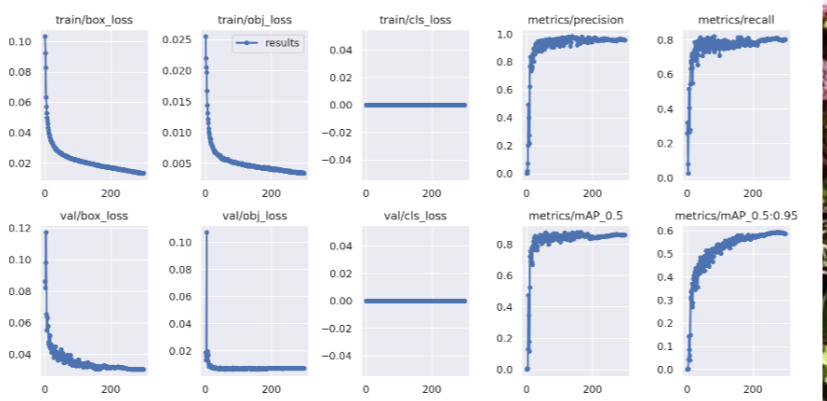 train/box_loss train/obj_loss train/cls_loss metrics/precision metrics/recall
0.10 0.025 0.04 1.0 0.8
results
0.08 0.020 0.02 0.8 0.6
0.06 0.015 0.00 0.6 0.4
0.04 0.010 −0.02 0.4 0.2
0.02 0.005 −0.04 0.2 0.0
0.0
0 200 0 200 0 200 0 200 0 200
val/box_loss val/obj_loss val/cls_loss metrics/mAP_0.5 metrics/mAP_0.5:0.95
0.12 0.10 0.04 0.8 0.6
0.10 0.08 0.02 0.6 0.5
0.08 0.06 0.00 0.4 0.4
0.06 0.04 −0.02 0.2 0.3
0.04 0.02 −0.04 0.0 0.2
0.1
0.0
0 200 0 200 0 200 0 200 0 200